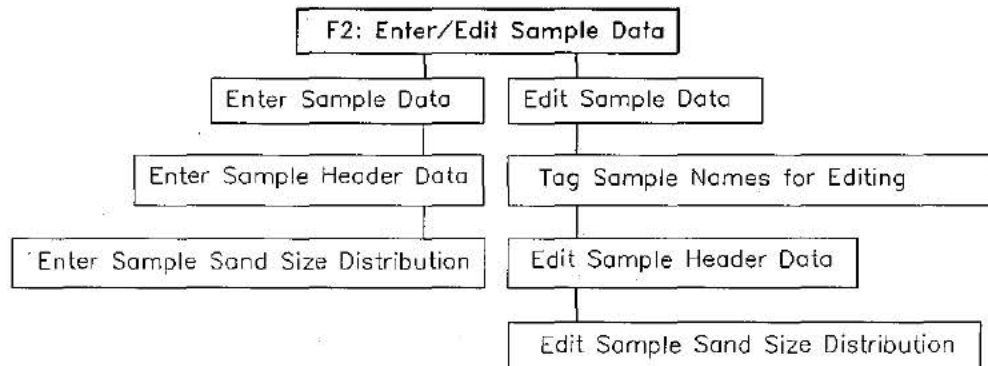 F2: Enter/Edit Sample Data
Enter Sample Data
Edit Sample Data
Enter Sample Header Data
Tag Sample Names for Editing
Enter Sample Sand Size Distribution
Edit Sample Header Data
Edit Sample Sand Size Distribution